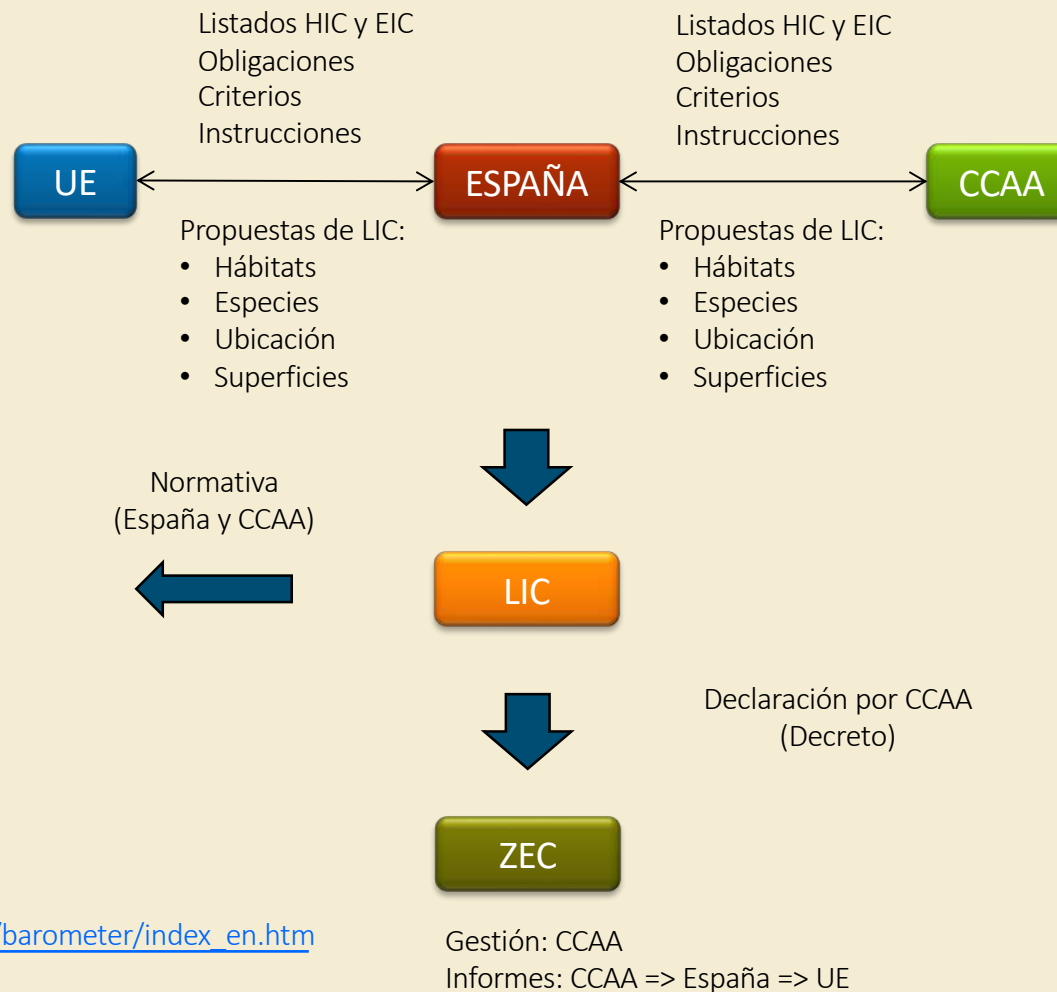 Listados HIC y EIC
Obligaciones
Criterios
Instrucciones
Listados HIC y EIC
Obligaciones
Criterios
Instrucciones
UE
ESPAÑA
CCAA
Propuestas de LIC:
• Hábitats
• Especies
• Ubicación
• Superficies
Propuestas de LIC:
• Hábitats
• Especies
• Ubicación
• Superficies
Normativa
(España y CCAA)
LIC
Declaración por CCAA
(Decreto)
ZEC
/barometer/index_en.htm
Gestión: CCAA
Informes: CCAA => España => UE